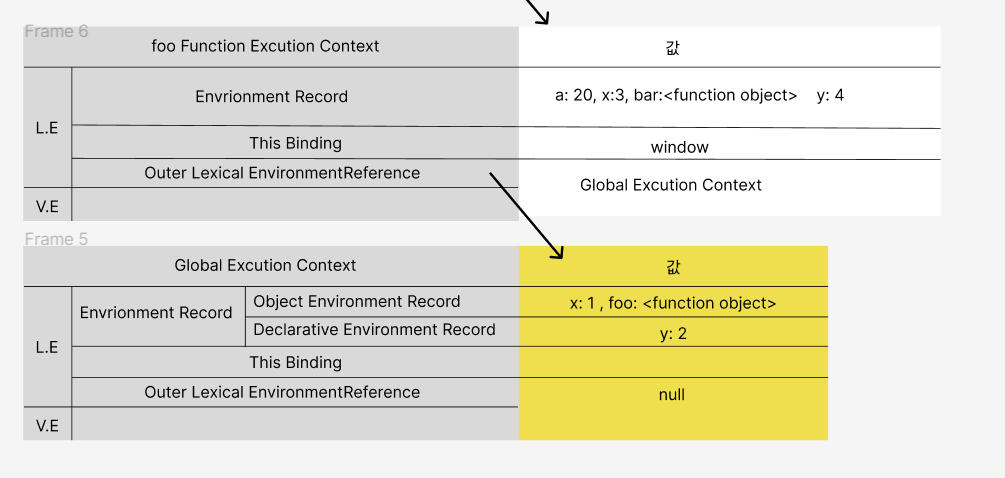 Frame 6
foo Function Excution Context 값
Envrionment Record a: 20, x:3, bar:<function object> y: 4
L.E
This Binding window
Outer Lexical EnvironmentReference Global Excution Context
V.E
Frame 5
Global Excution Context 값
Envrionment Record Object Environment Record x: 1 , foo: <function object>
Declarative Environment Record y: 2
L.E
This Binding
Outer Lexical EnvironmentReference null
V.E